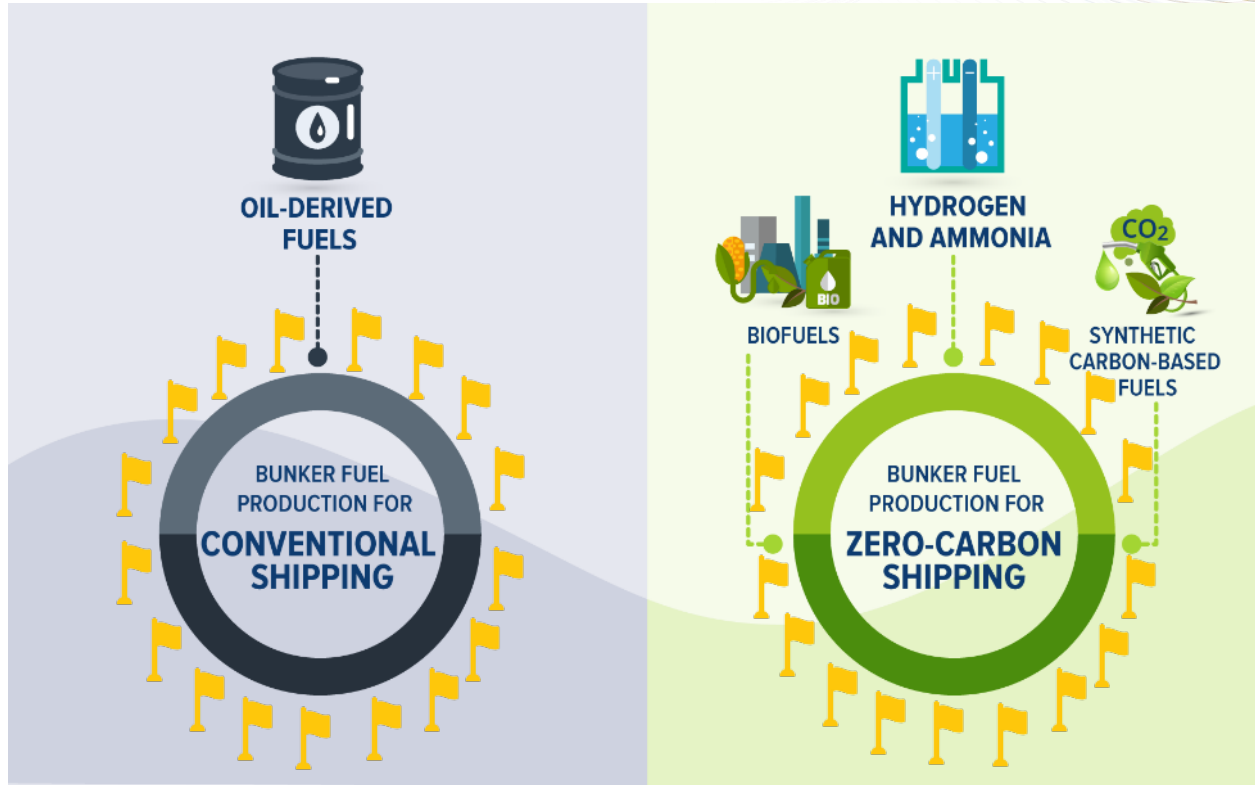 OIL-DERIVED
FUELS
BUNKER FUEL
PRODUCTION FOR
CONVENTIONAL
SHIPPING
HYDROGEN
AND AMMONIA
BIO
BIOFUELS
CO₂
SYNTHETIC
CARBON-BASED
FUELS
BUNKER FUEL
PRODUCTION FOR
ZERO-CARBON
SHIPPING